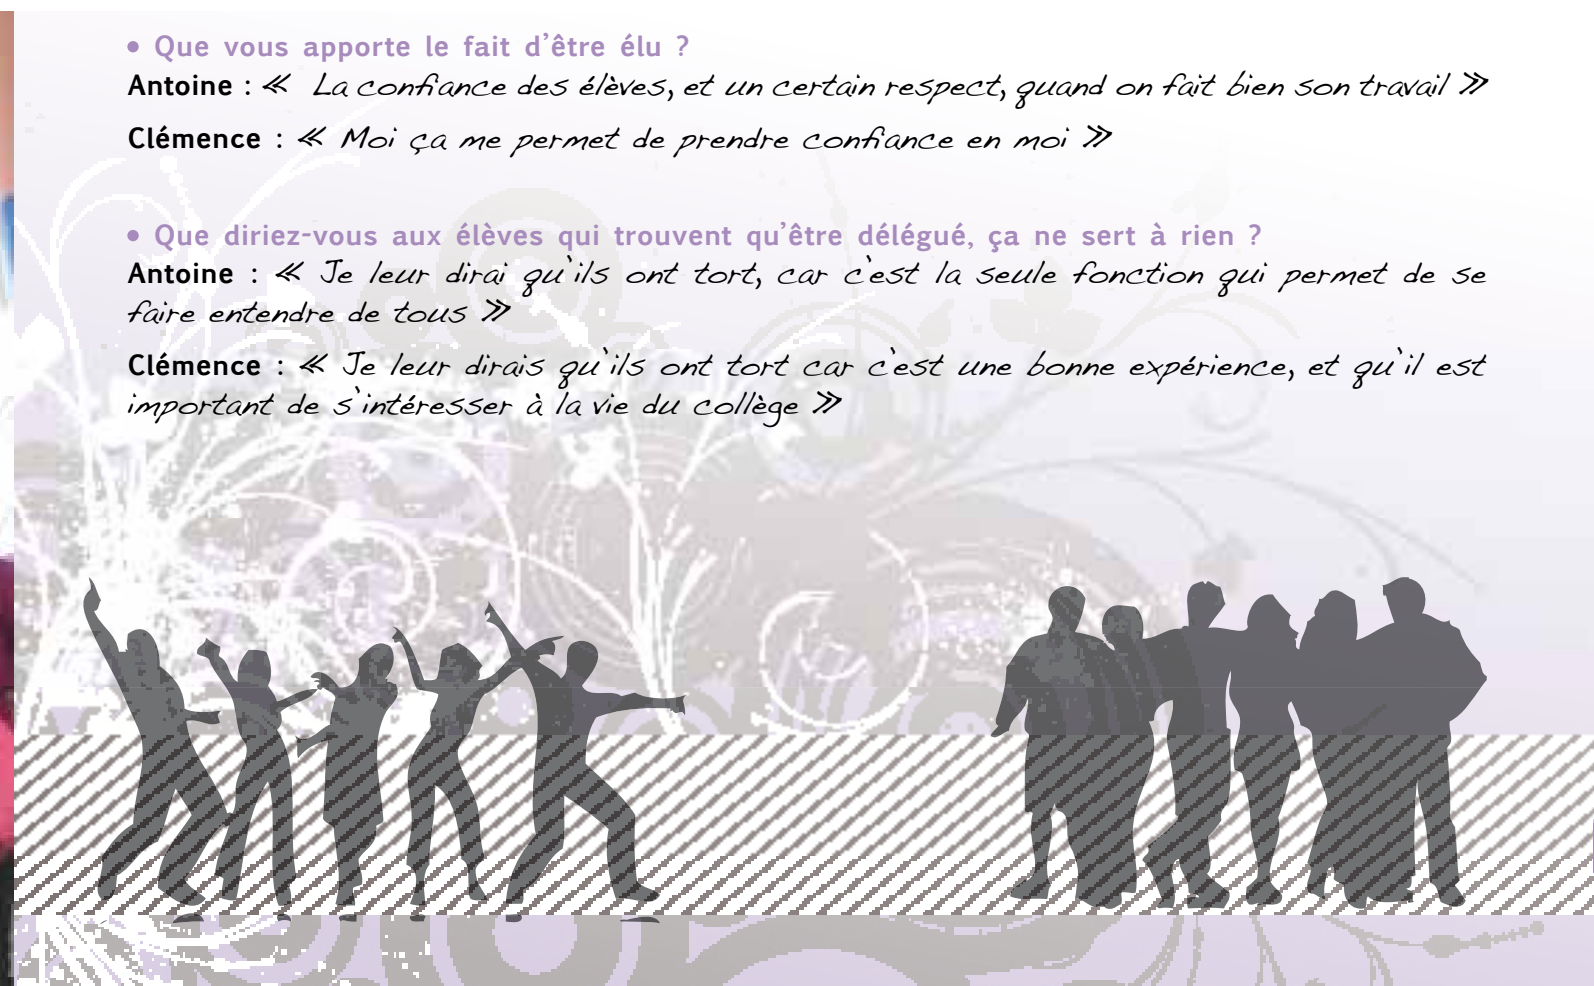 • Que vous apporte le fait d'être élu ?
Antoine : « La confiance des élèves, et un certain respect, quand on fait bien son travail »
Clémence : « Moi ça me permet de prendre confiance en moi »
• Que diriez-vous aux élèves qui trouvent qu'être délégué, ça ne sert à rien ?
Antoine : « Je leur dirai qu'ils ont tort, car c'est la seule fonction qui permet de se
faire entendre de tous »
Clémence : « Je leur dirais qu'ils ont tort car c'est une bonne expérience, et qu'il est
important de s'intéresser à la vie du collège »